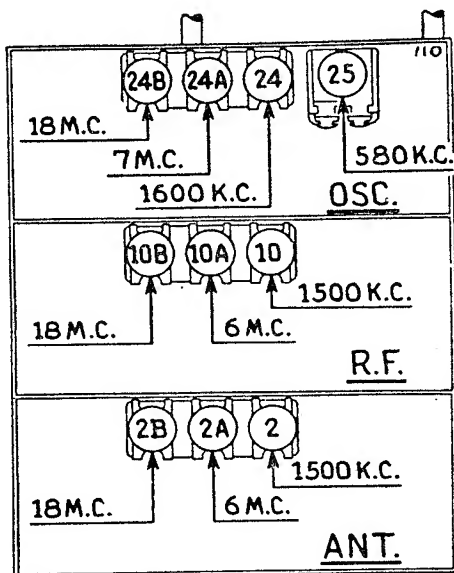 110
24B 24A 24 25
18 M.C.
7 M.C. 580 K.C.
1600 K.C. OSC.
10B 10A 10
1500 K.C.
18 M.C. 6 M.C.
R.F.
2B 2A 2
1500 K.C.
18 M.C. 6 M.C.
ANT.